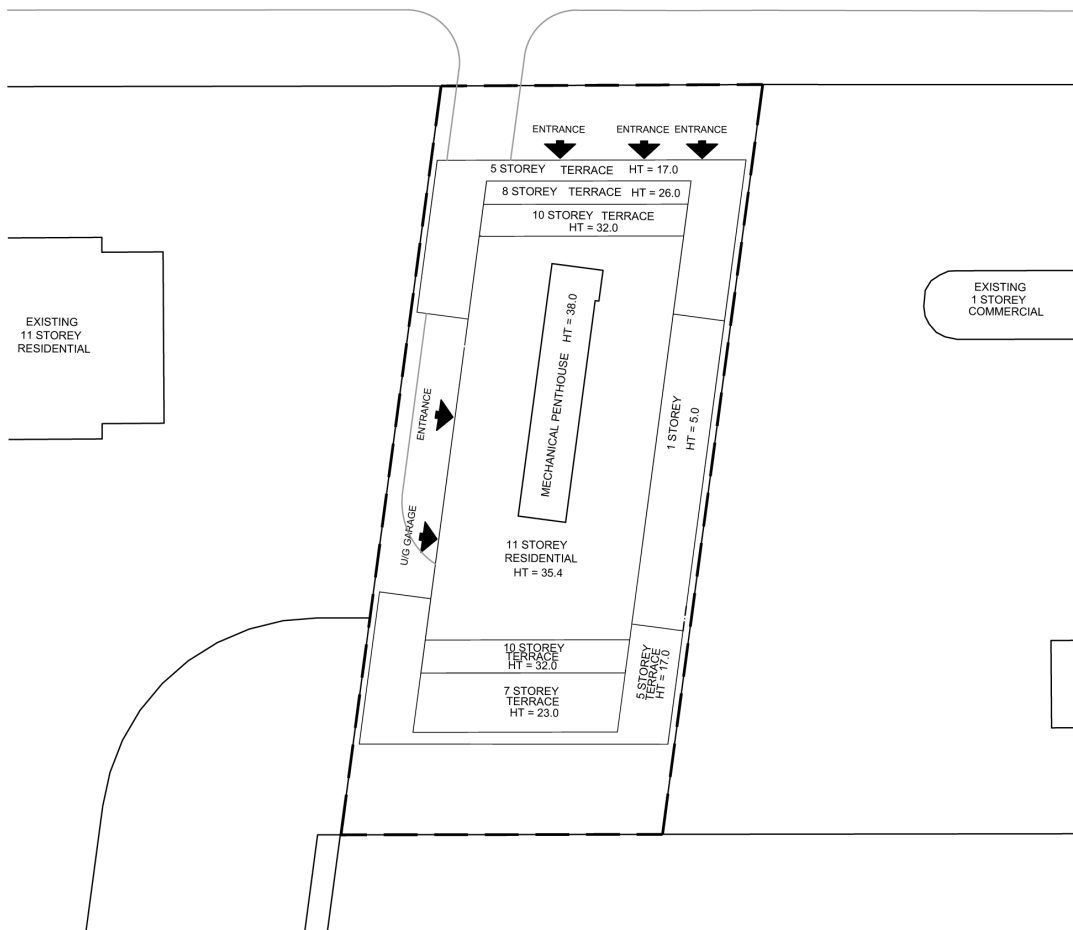 ENTRANCE ENTRANCE ENTRANCE
5 STOREY TERRACE HT = 17.0
8 STOREY TERRACE HT = 26.0
10 STOREY TERRACE
HT = 32.0
EXISTING
11 STOREY
RESIDENTIAL
EXISTING
1 STOREY
COMMERCIAL
MECHANICAL PENTHOUSE HT = 38.0
1 STOREY
HT = 5.0
ENTRANCE
U/G GARAGE
11 STOREY
RESIDENTIAL
HT = 35.4
10 STOREY
TERRACE
HT = 32.0
7 STOREY
TERRACE
HT = 23.0
5 STOREY
TERRACE
HT = 17.0